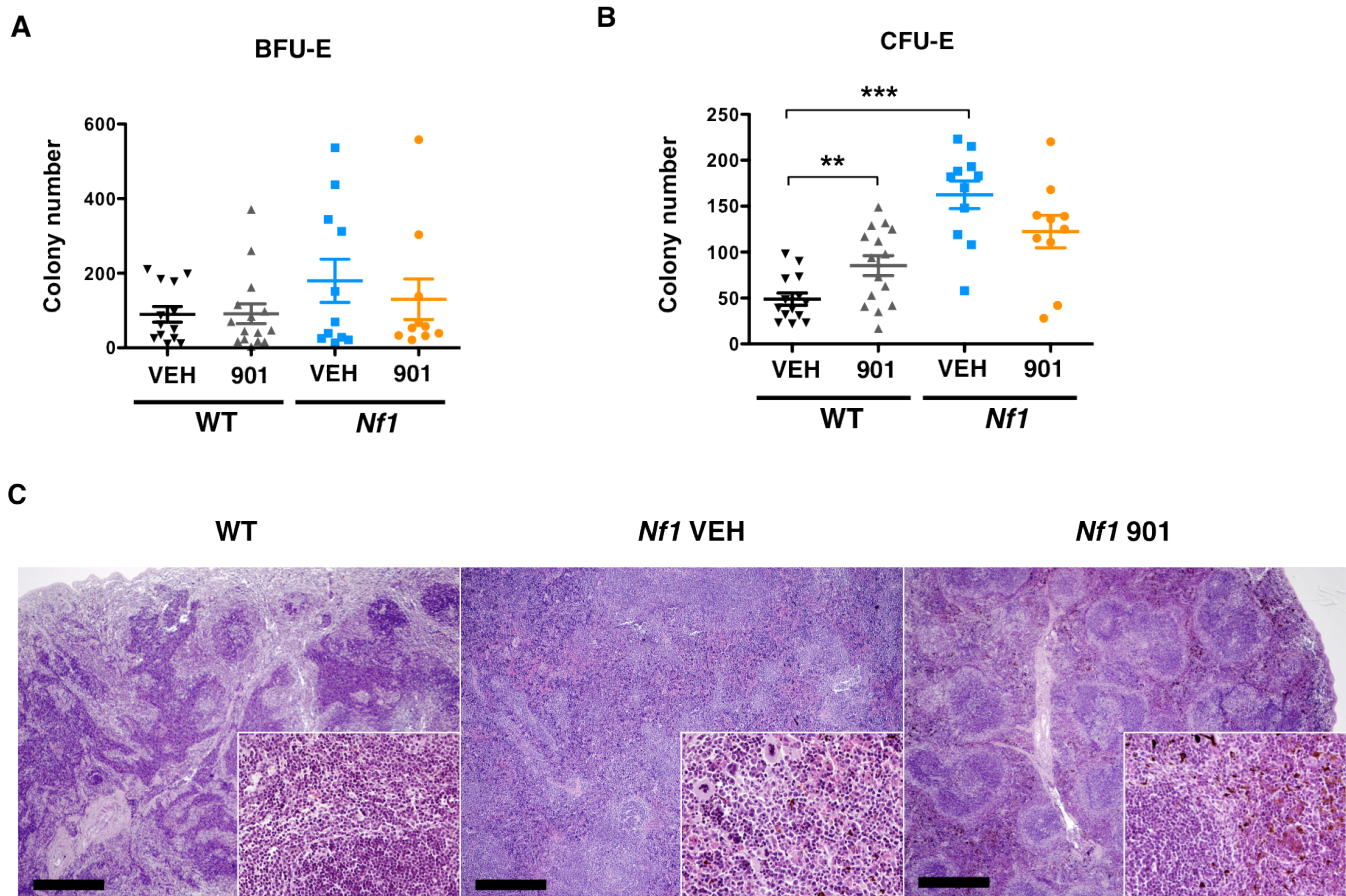 A
BFU-E
Colony number
600
400
200
0
VEH 901 VEH 901
WT Nf1
B
CFU-E
Colony number
250
200
150
100
50
0
***
**
VEH 901 VEH 901
WT Nf1
C
WT Nf1 VEH Nf1 901